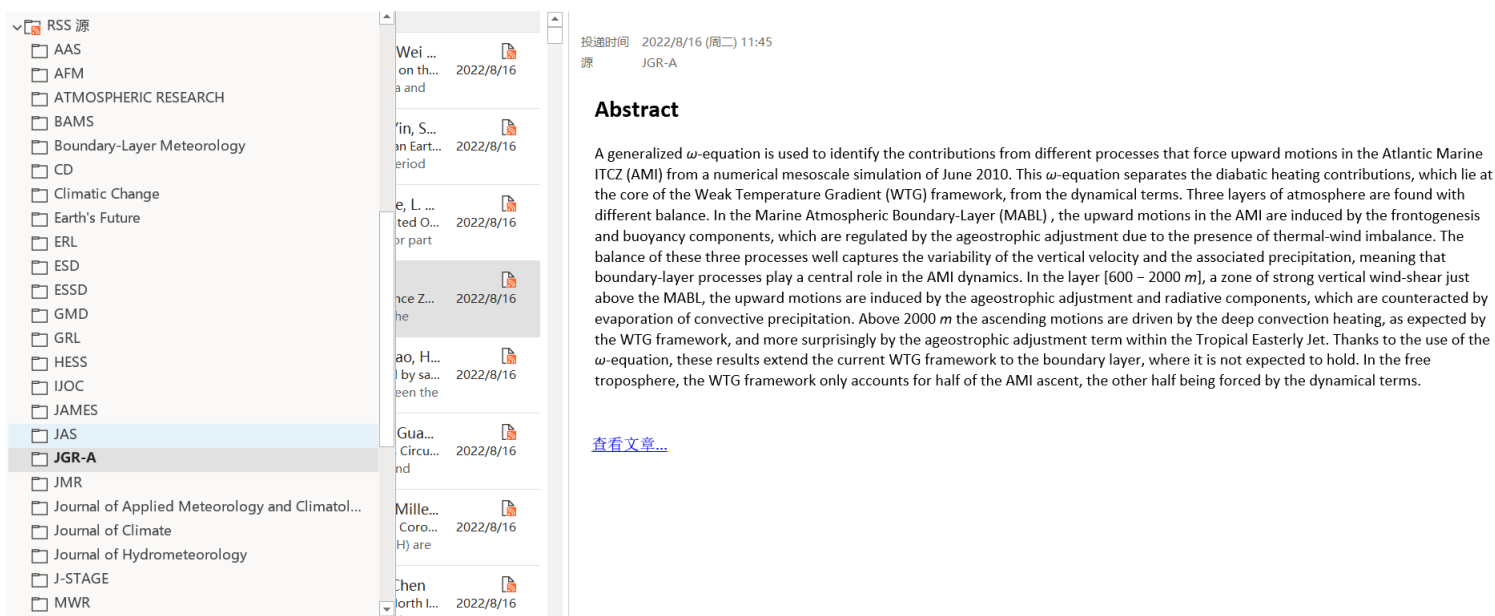 RSS 源
AAS
AFM
ATMOSPHERIC RESEARCH
BAMS
Boundary-Layer Meteorology
CD
Climatic Change
Earth's Future
ERL
ESD
ESSD
GMD
GRL
HESS
IJOC
JAMES
JAS
JGR-A
JMR
Journal of Applied Meteorology and Climatol...
Journal of Climate
Journal of Hydrometeorology
J-STAGE
MWR
Wei ...
on th... 2022/8/16
a and
in, S...
an Eart... 2022/8/16
eriod
e, L. ...
ted O... 2022/8/16
or part
nce Z... 2022/8/16
he
ao, H...
by sa... 2022/8/16
een the
Gua...
Circu... 2022/8/16
nd
Mille...
Coro... 2022/8/16
H) are
Chen
orth I... 2022/8/16
投递时间 2022/8/16 (周二) 11:45
源 JGR-A
Abstract
A generalized ω-equation is used to identify the contributions from different processes that force upward motions in the Atlantic Marine
ITCZ (AMI) from a numerical mesoscale simulation of June 2010. This ω-equation separates the diabatic heating contributions, which lie at
the core of the Weak Temperature Gradient (WTG) framework, from the dynamical terms. Three layers of atmosphere are found with
different balance. In the Marine Atmospheric Boundary-Layer (MABL) , the upward motions in the AMI are induced by the frontogenesis
and buoyancy components, which are regulated by the ageostrophic adjustment due to the presence of thermal-wind imbalance. The
balance of these three processes well captures the variability of the vertical velocity and the associated precipitation, meaning that
boundary-layer processes play a central role in the AMI dynamics. In the layer [600 − 2000 m], a zone of strong vertical wind-shear just
above the MABL, the upward motions are induced by the ageostrophic adjustment and radiative components, which are counteracted by
evaporation of convective precipitation. Above 2000 m the ascending motions are driven by the deep convection heating, as expected by
the WTG framework, and more surprisingly by the ageostrophic adjustment term within the Tropical Easterly Jet. Thanks to the use of the
ω-equation, these results extend the current WTG framework to the boundary layer, where it is not expected to hold. In the free
troposphere, the WTG framework only accounts for half of the AMI ascent, the other half being forced by the dynamical terms.
查看文章...